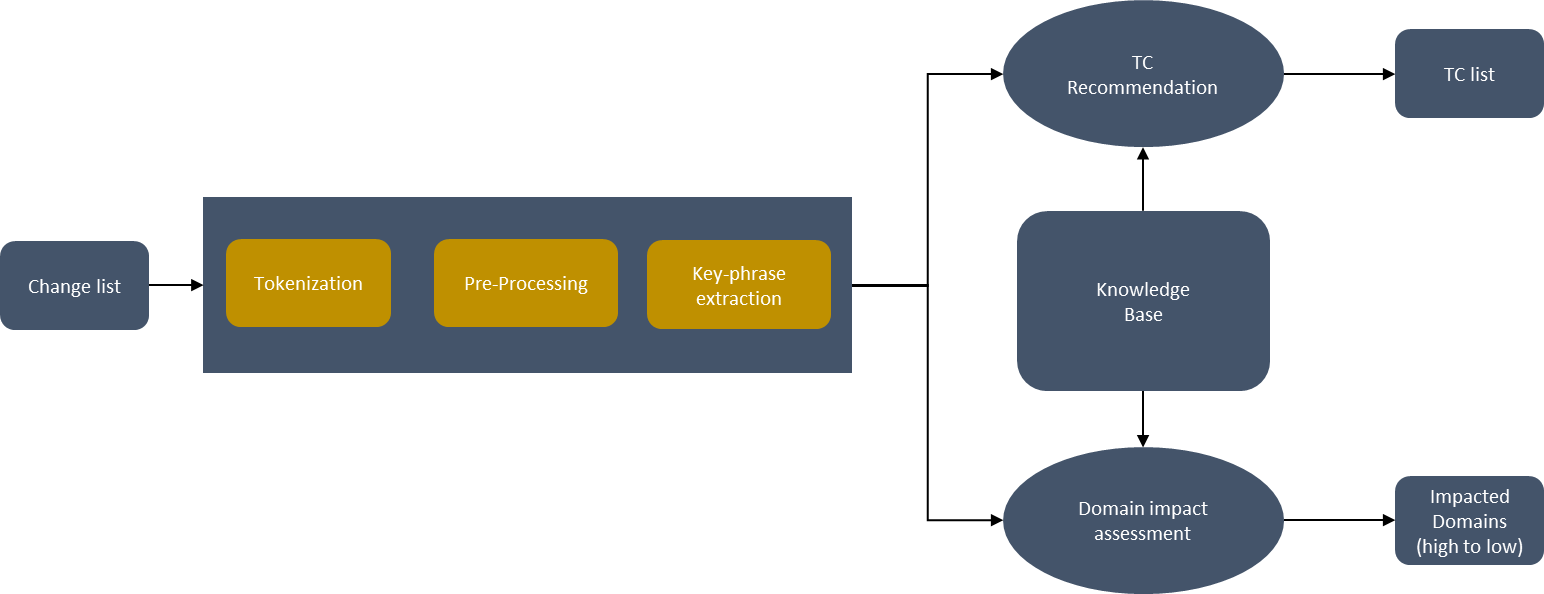 Change list
Tokenization
Pre-Processing
Key-phrase
extraction
TC
Recommendation
TC list
Knowledge
Base
Domain impact
assessment
Impacted
Domains
(high to low)